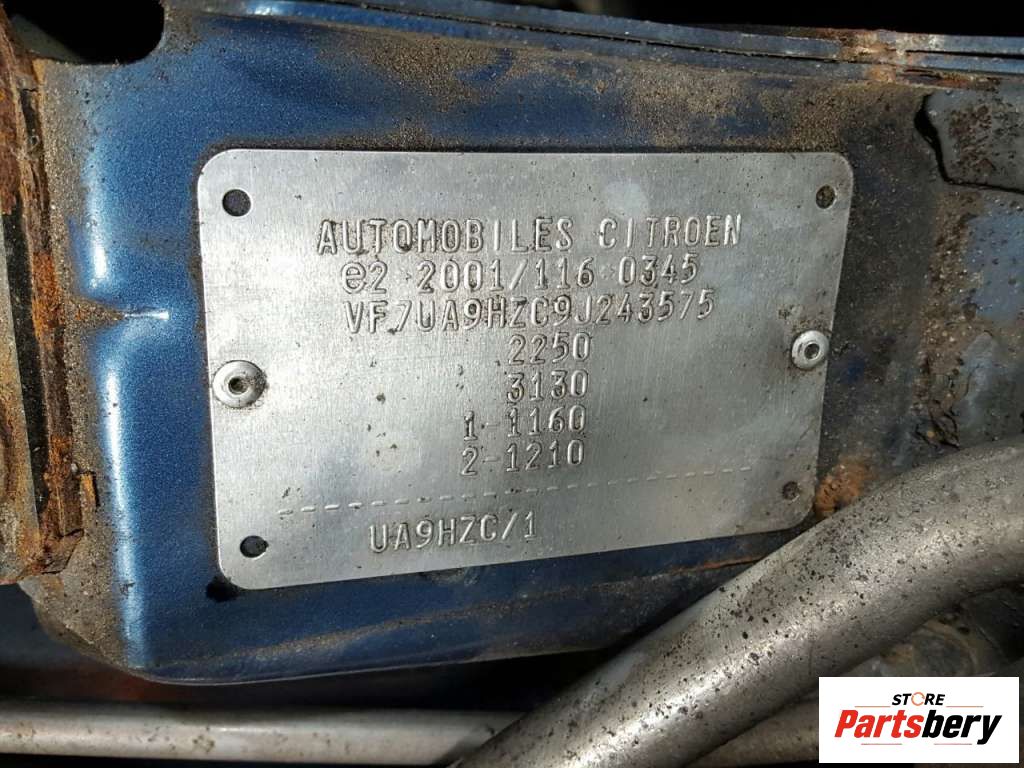 AUTOMOBILES CITROEN
e2 2001/116 0345
VF7UA9HZC9J243575
2250
3130
1-1160
2-1210
UA9HZC/1
STORE
Partsbery